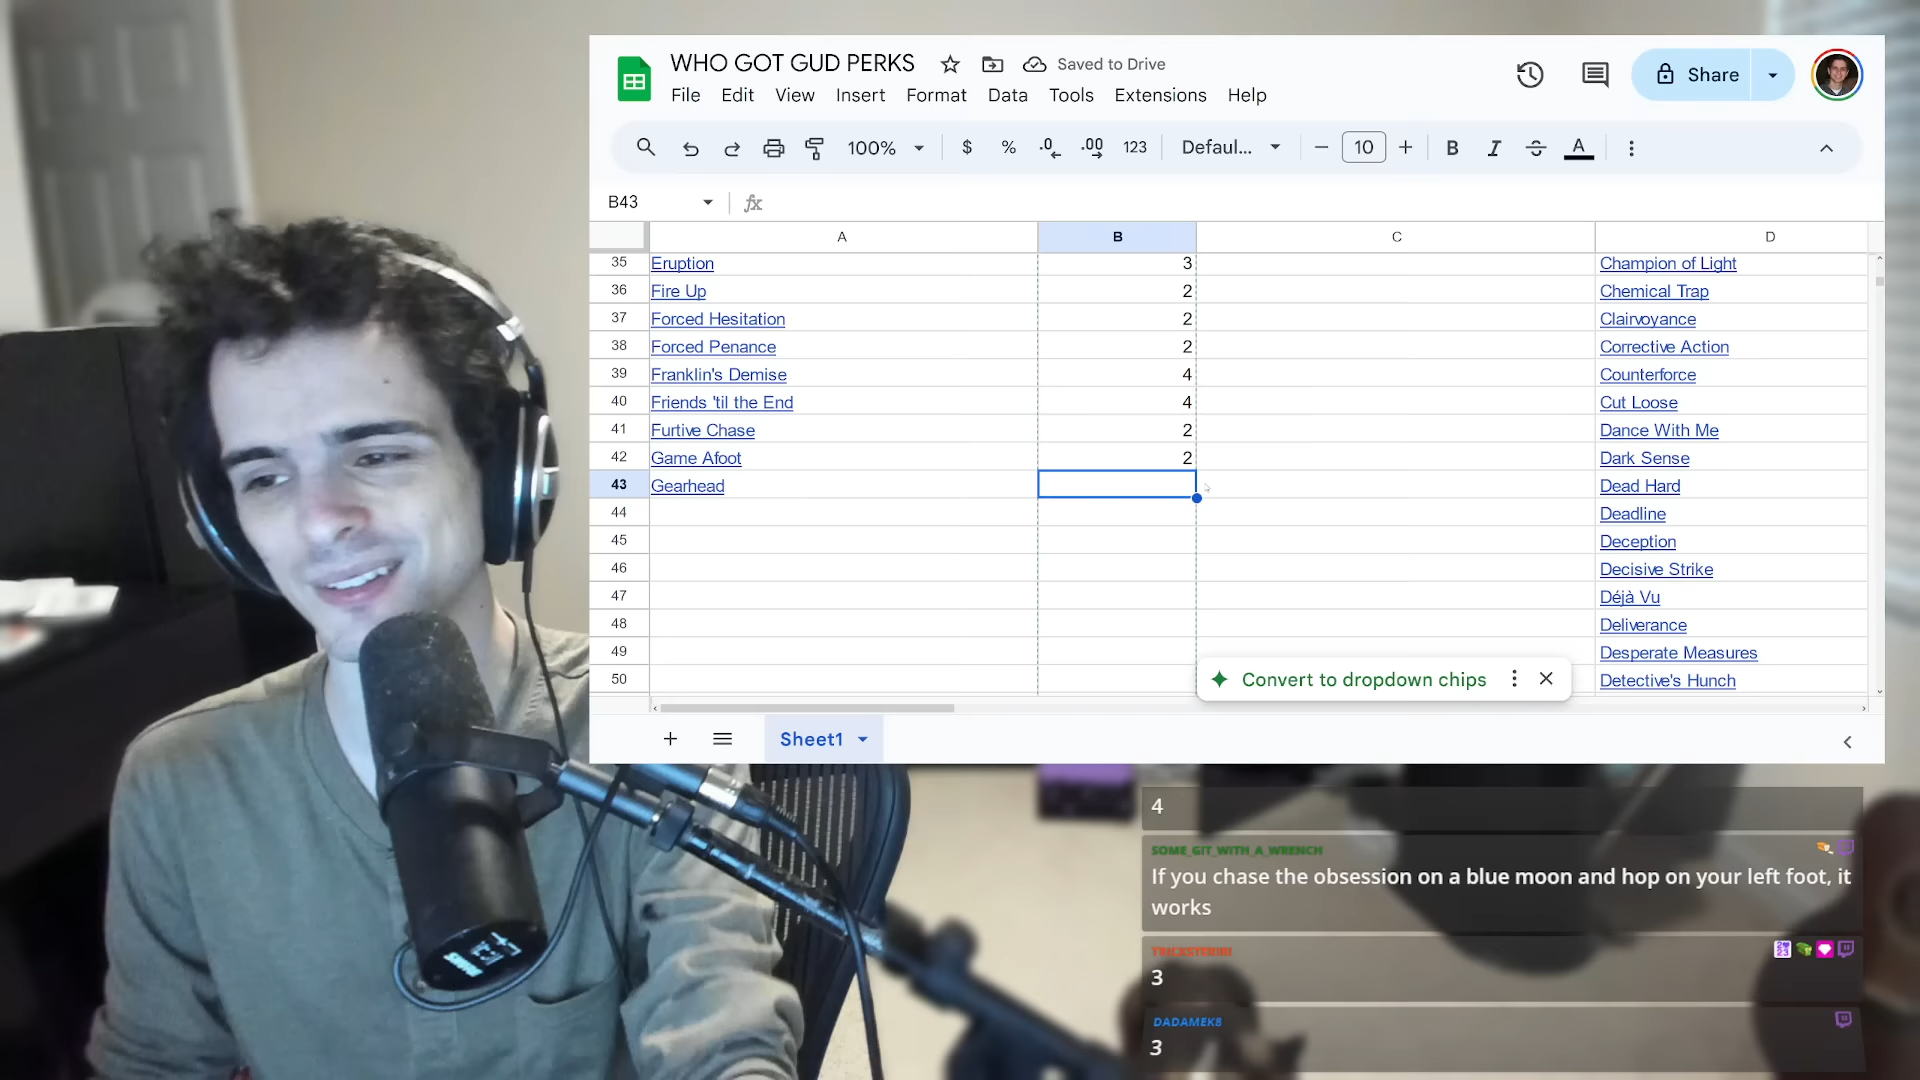 WHO GOT GUD PERKS
Saved to Drive
Share
File Edit View Insert Format Data Tools Extensions Help
100% $ % .0 .00 123 Defaul... 10 B I A
B43 fx
A B C D
35 Eruption 3 Champion of Light
36 Fire Up 2 Chemical Trap
37 Forced Hesitation 2 Clairvoyance
38 Forced Penance 2 Corrective Action
39 Franklin's Demise 4 Counterforce
40 Friends 'til the End 4 Cut Loose
41 Furtive Chase 2 Dance With Me
42 Game Afoot 2 Dark Sense
43 Gearhead Dead Hard
44 Deadline
45 Deception
46 Decisive Strike
47 Déjà Vu
48 Deliverance
49 Desperate Measures
50 Detective's Hunch
Convert to dropdown chips
Sheet1
4
SOME_GIT_WITH_A_WRENCH
If you chase the obsession on a blue moon and hop on your left foot, it
works
3
DADAMEK8
3